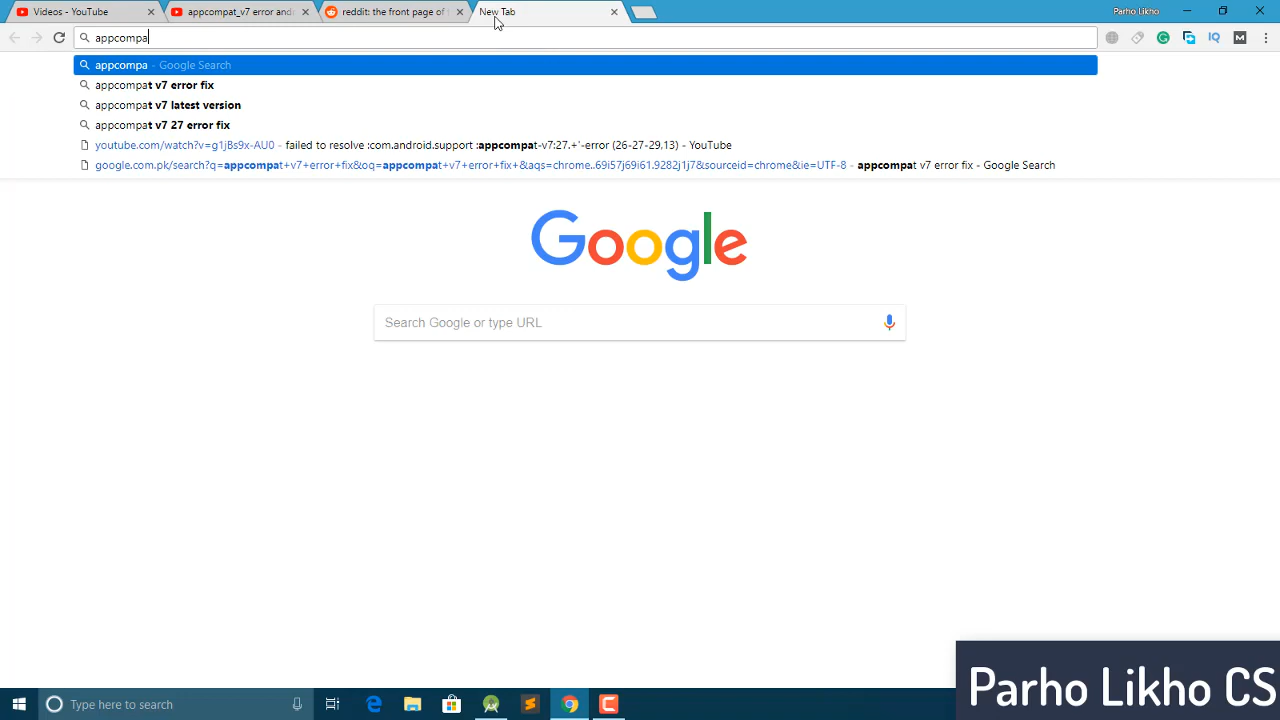 Videos - YouTube
appcompat_v7 error and
reddit: the front page of t
New Tab
Parho Likho
appcompa
appcompa - Google Search
appcompat v7 error fix
appcompat v7 latest version
appcompat v7 27 error fix
youtube.com/watch?v=g1jBs9x-AU0 - failed to resolve :com.android.support :appcompat-v7:27.+`-error (26-27-29,13) - YouTube
google.com.pk/search?q=appcompat+v7+error+fix&oq=appcompat+v7+error+fix+&aqs=chrome..69i57j69i61.9282j1j7&sourceid=chrome&ie=UTF-8 - appcompat v7 error fix - Google Search
Google
Search Google or type URL
Type here to search
Parho Likho CS